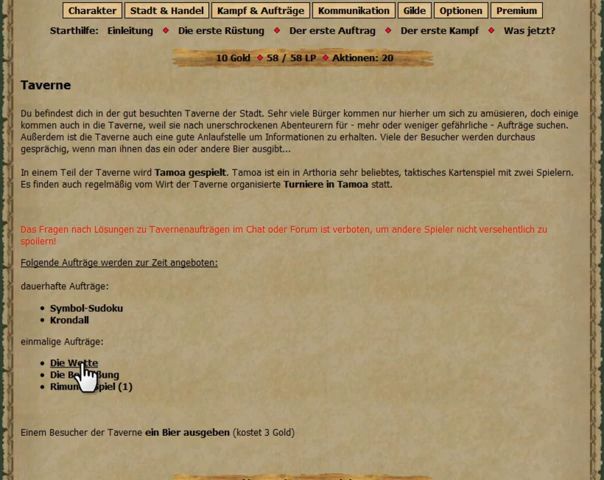 Charakter Stadt & Handel Kampf & Aufträge Kommunikation Gilde Optionen Premium
Starthilfe: Einleitung Die erste Rüstung Der erste Auftrag Der erste Kampf Was jetzt?
10 Gold 58 / 58 LP Aktionen: 20
Taverne
Du befindest dich in der gut besuchten Taverne der Stadt. Sehr viele Bürger kommen nur hierher um sich zu amüsieren, doch einige
kommen auch in die Taverne, weil sie nach unerschrockenen Abenteurern für - mehr oder weniger gefährliche - Aufträge suchen.
Außerdem ist die Taverne auch eine gute Anlaufstelle um Informationen zu erhalten. Viele der Besucher werden durchaus
gesprächig, wenn man ihnen das ein oder andere Bier ausgibt...
In einem Teil der Taverne wird Tamoa gespielt. Tamoa ist ein in Arthoria sehr beliebtes, taktisches Kartenspiel mit zwei Spielern.
Es finden auch regelmäßig vom Wirt der Taverne organisierte Turniere in Tamoa statt.
Das Fragen nach Lösungen zu Tavernenaufträgen im Chat oder Forum ist verboten, um andere Spieler nicht versehentlich zu
spoilern!
Folgende Aufträge werden zur Zeit angeboten:
dauerhafte Aufträge:
• Symbol-Sudoku
• Krondall
einmalige Aufträge:
• Die Wette
• Die
• (1)
Einem Besucher der Taverne ein Bier ausgeben (kostet 3 Gold)